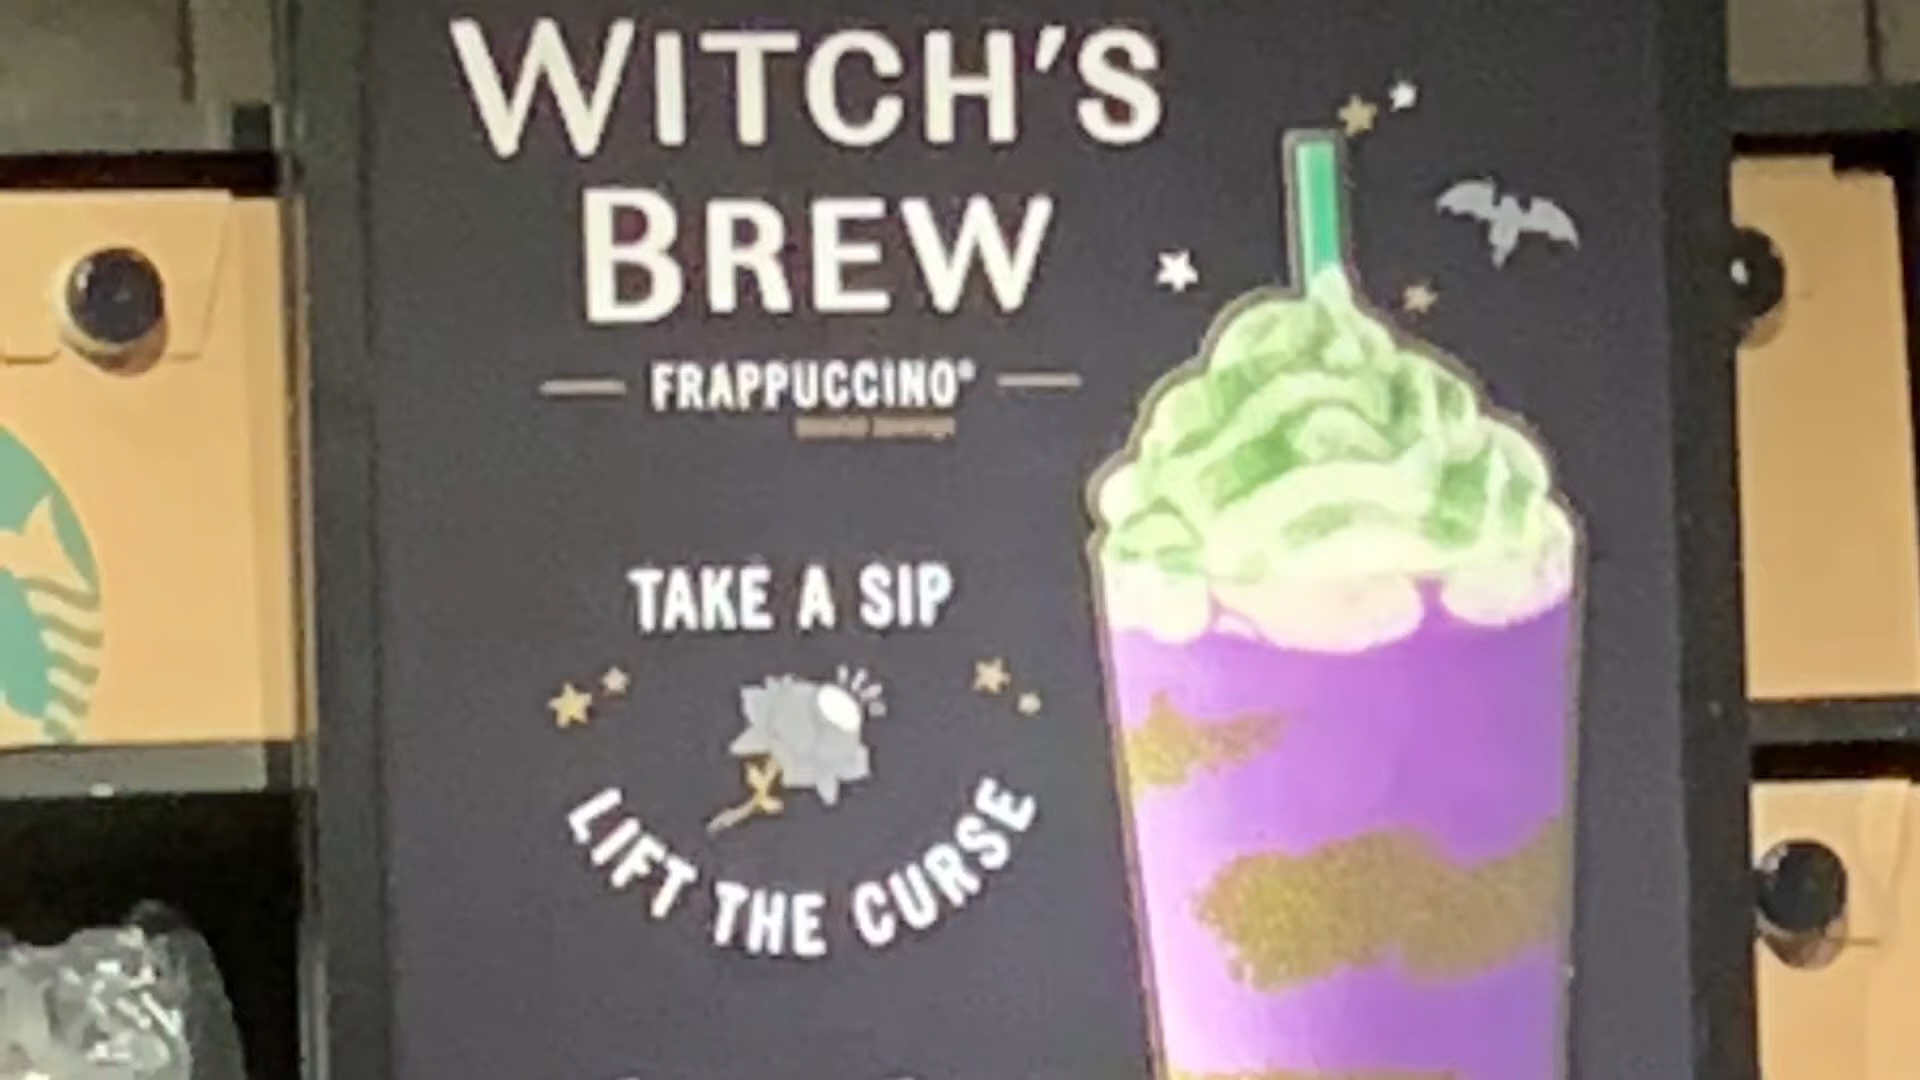 WITCH'S
BREW
FRAPPUCCINO®
TAKE A SIP
LIFT THE CURSE